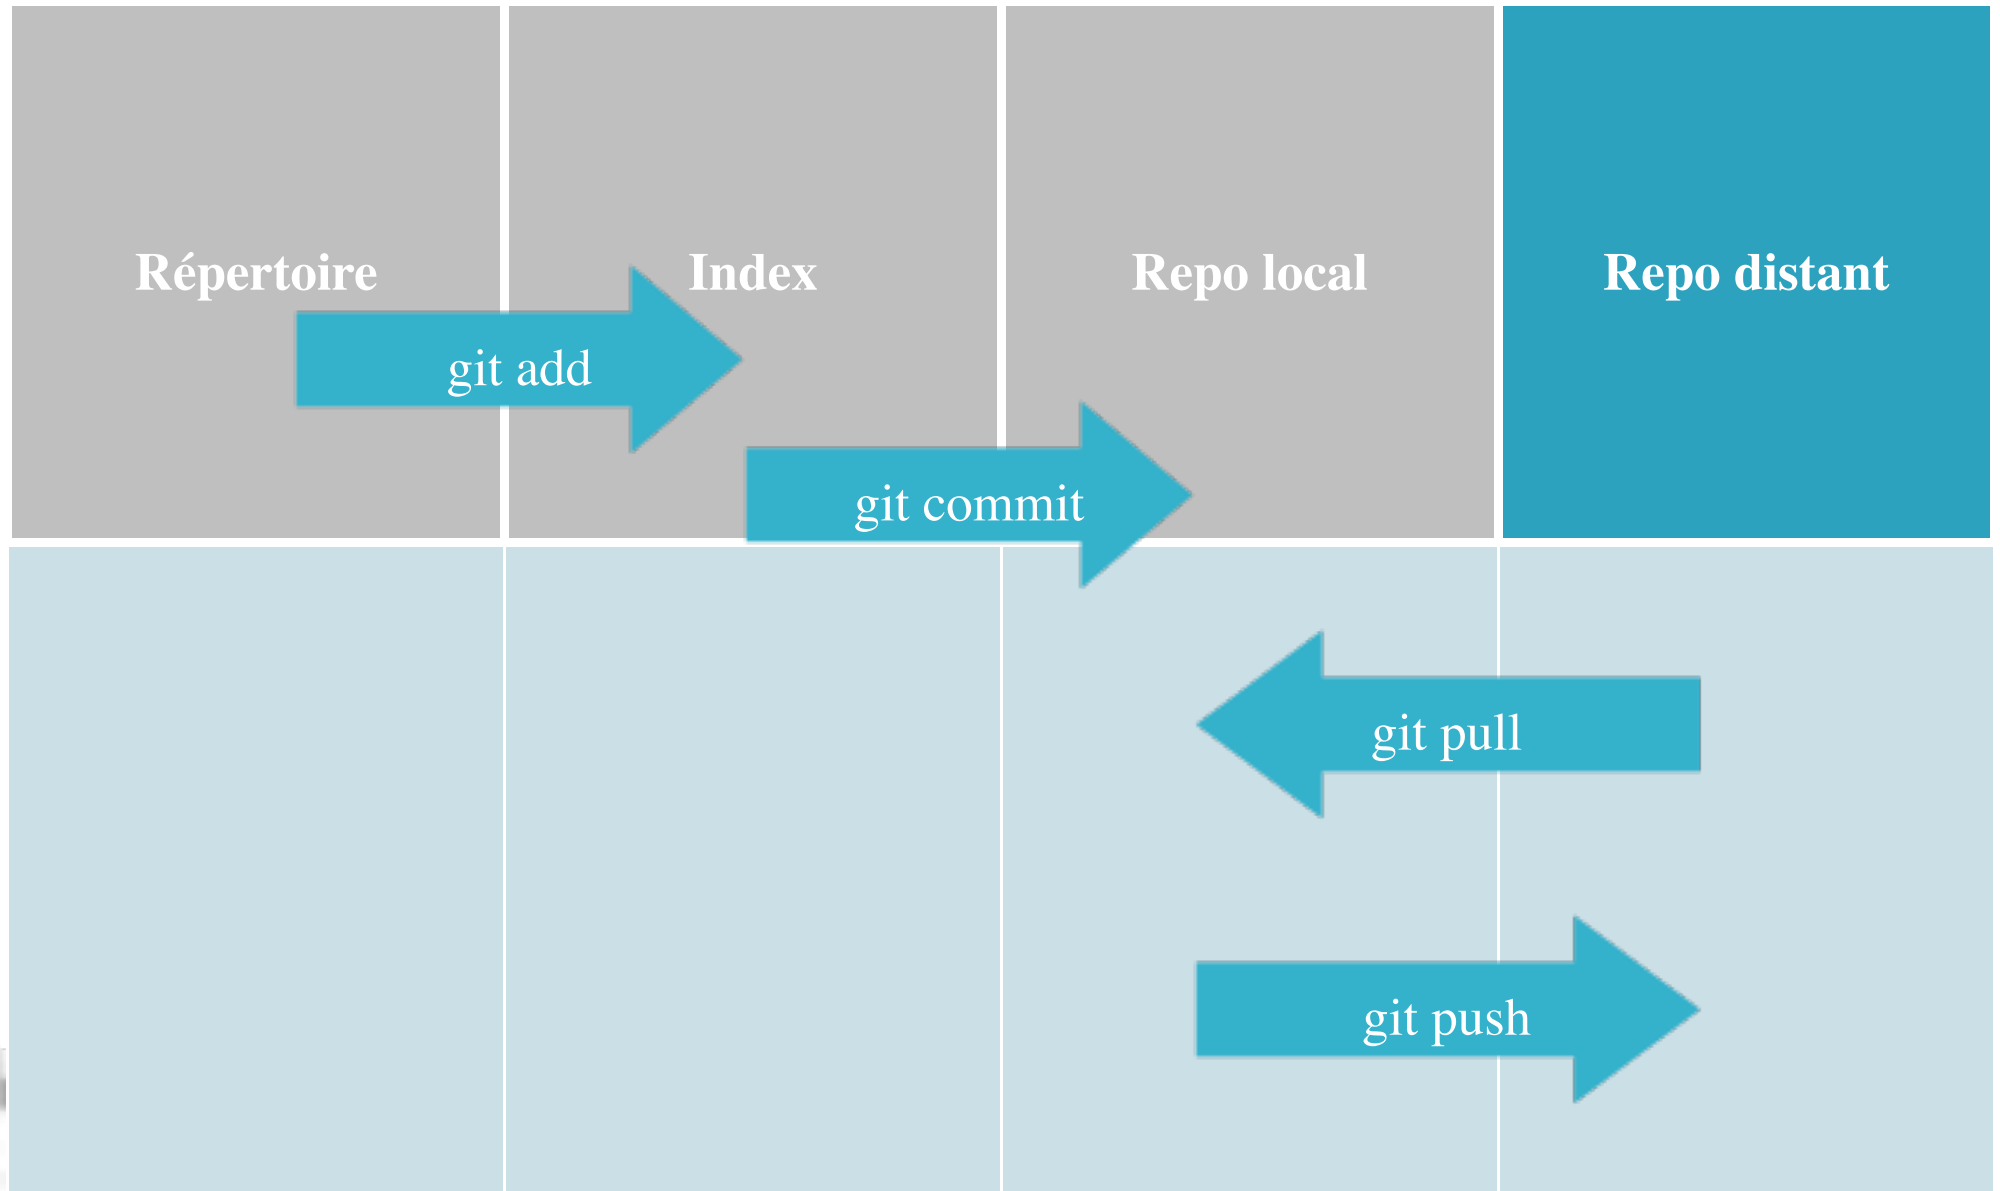 Répertoire
Index
Repo local
Repo distant
git add
git commit
git pull
git push